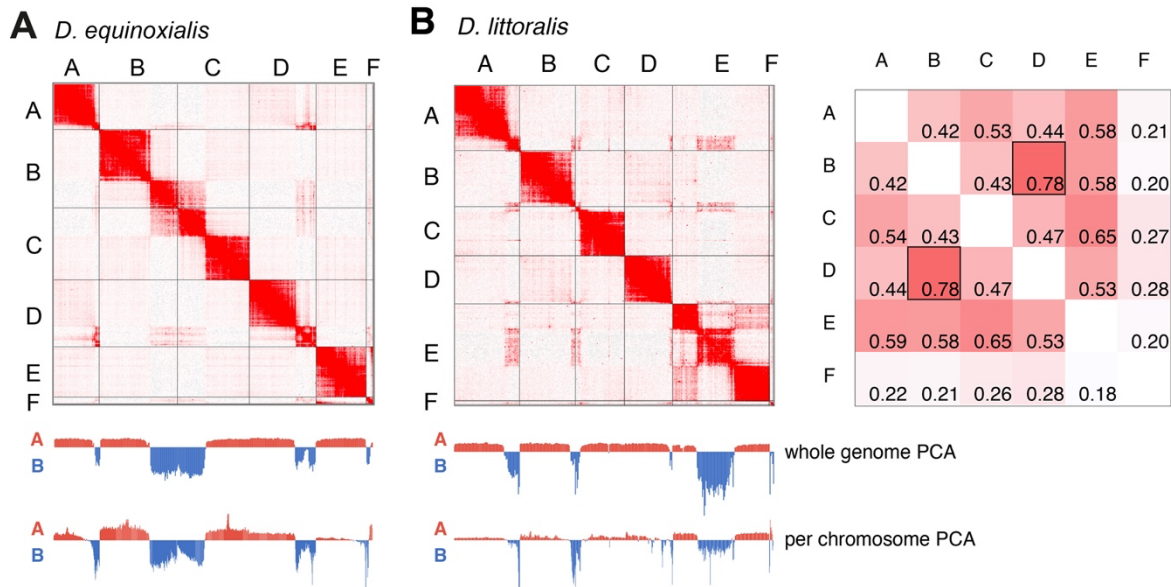 A D. equinoxialis
A B C D E F
A
B
C
D
E
F
A
B
A
B
B D. littoralis
A B C D E F
A
B
C
D
E
F
A
B
whole genome PCA
A
B
per chromosome PCA
A B C D E F
A 0.42 0.53 0.44 0.58 0.21
B 0.42 0.43 0.78 0.58 0.20
C 0.54 0.43 0.47 0.65 0.27
D 0.44 0.78 0.47 0.53 0.28
E 0.59 0.58 0.65 0.53 0.20
F 0.22 0.21 0.26 0.28 0.18